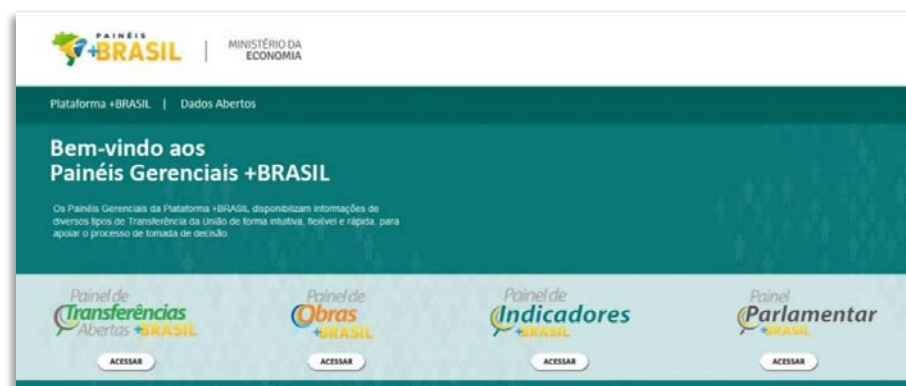 PAINÉIS
+BRASIL
MINISTÉRIO DA
ECONOMIA
Plataforma +BRASIL | Dados Abertos
Bem-vindo aos
Painéis Gerenciais +BRASIL
Os Painéis Gerenciais da Plataforma +BRASIL disponibilizam informações de
diversos tipos de Transferência da União de forma intuitiva, flexível e rápida, para
apoiar o processo de tomada de decisão.
Painel de
Transferências
Abertas +BRASIL
ACESSAR
Painel de
Obras
+BRASIL
ACESSAR
Painel de
Indicadores
+BRASIL
ACESSAR
Painel
Parlamentar
+BRASIL
ACESSAR